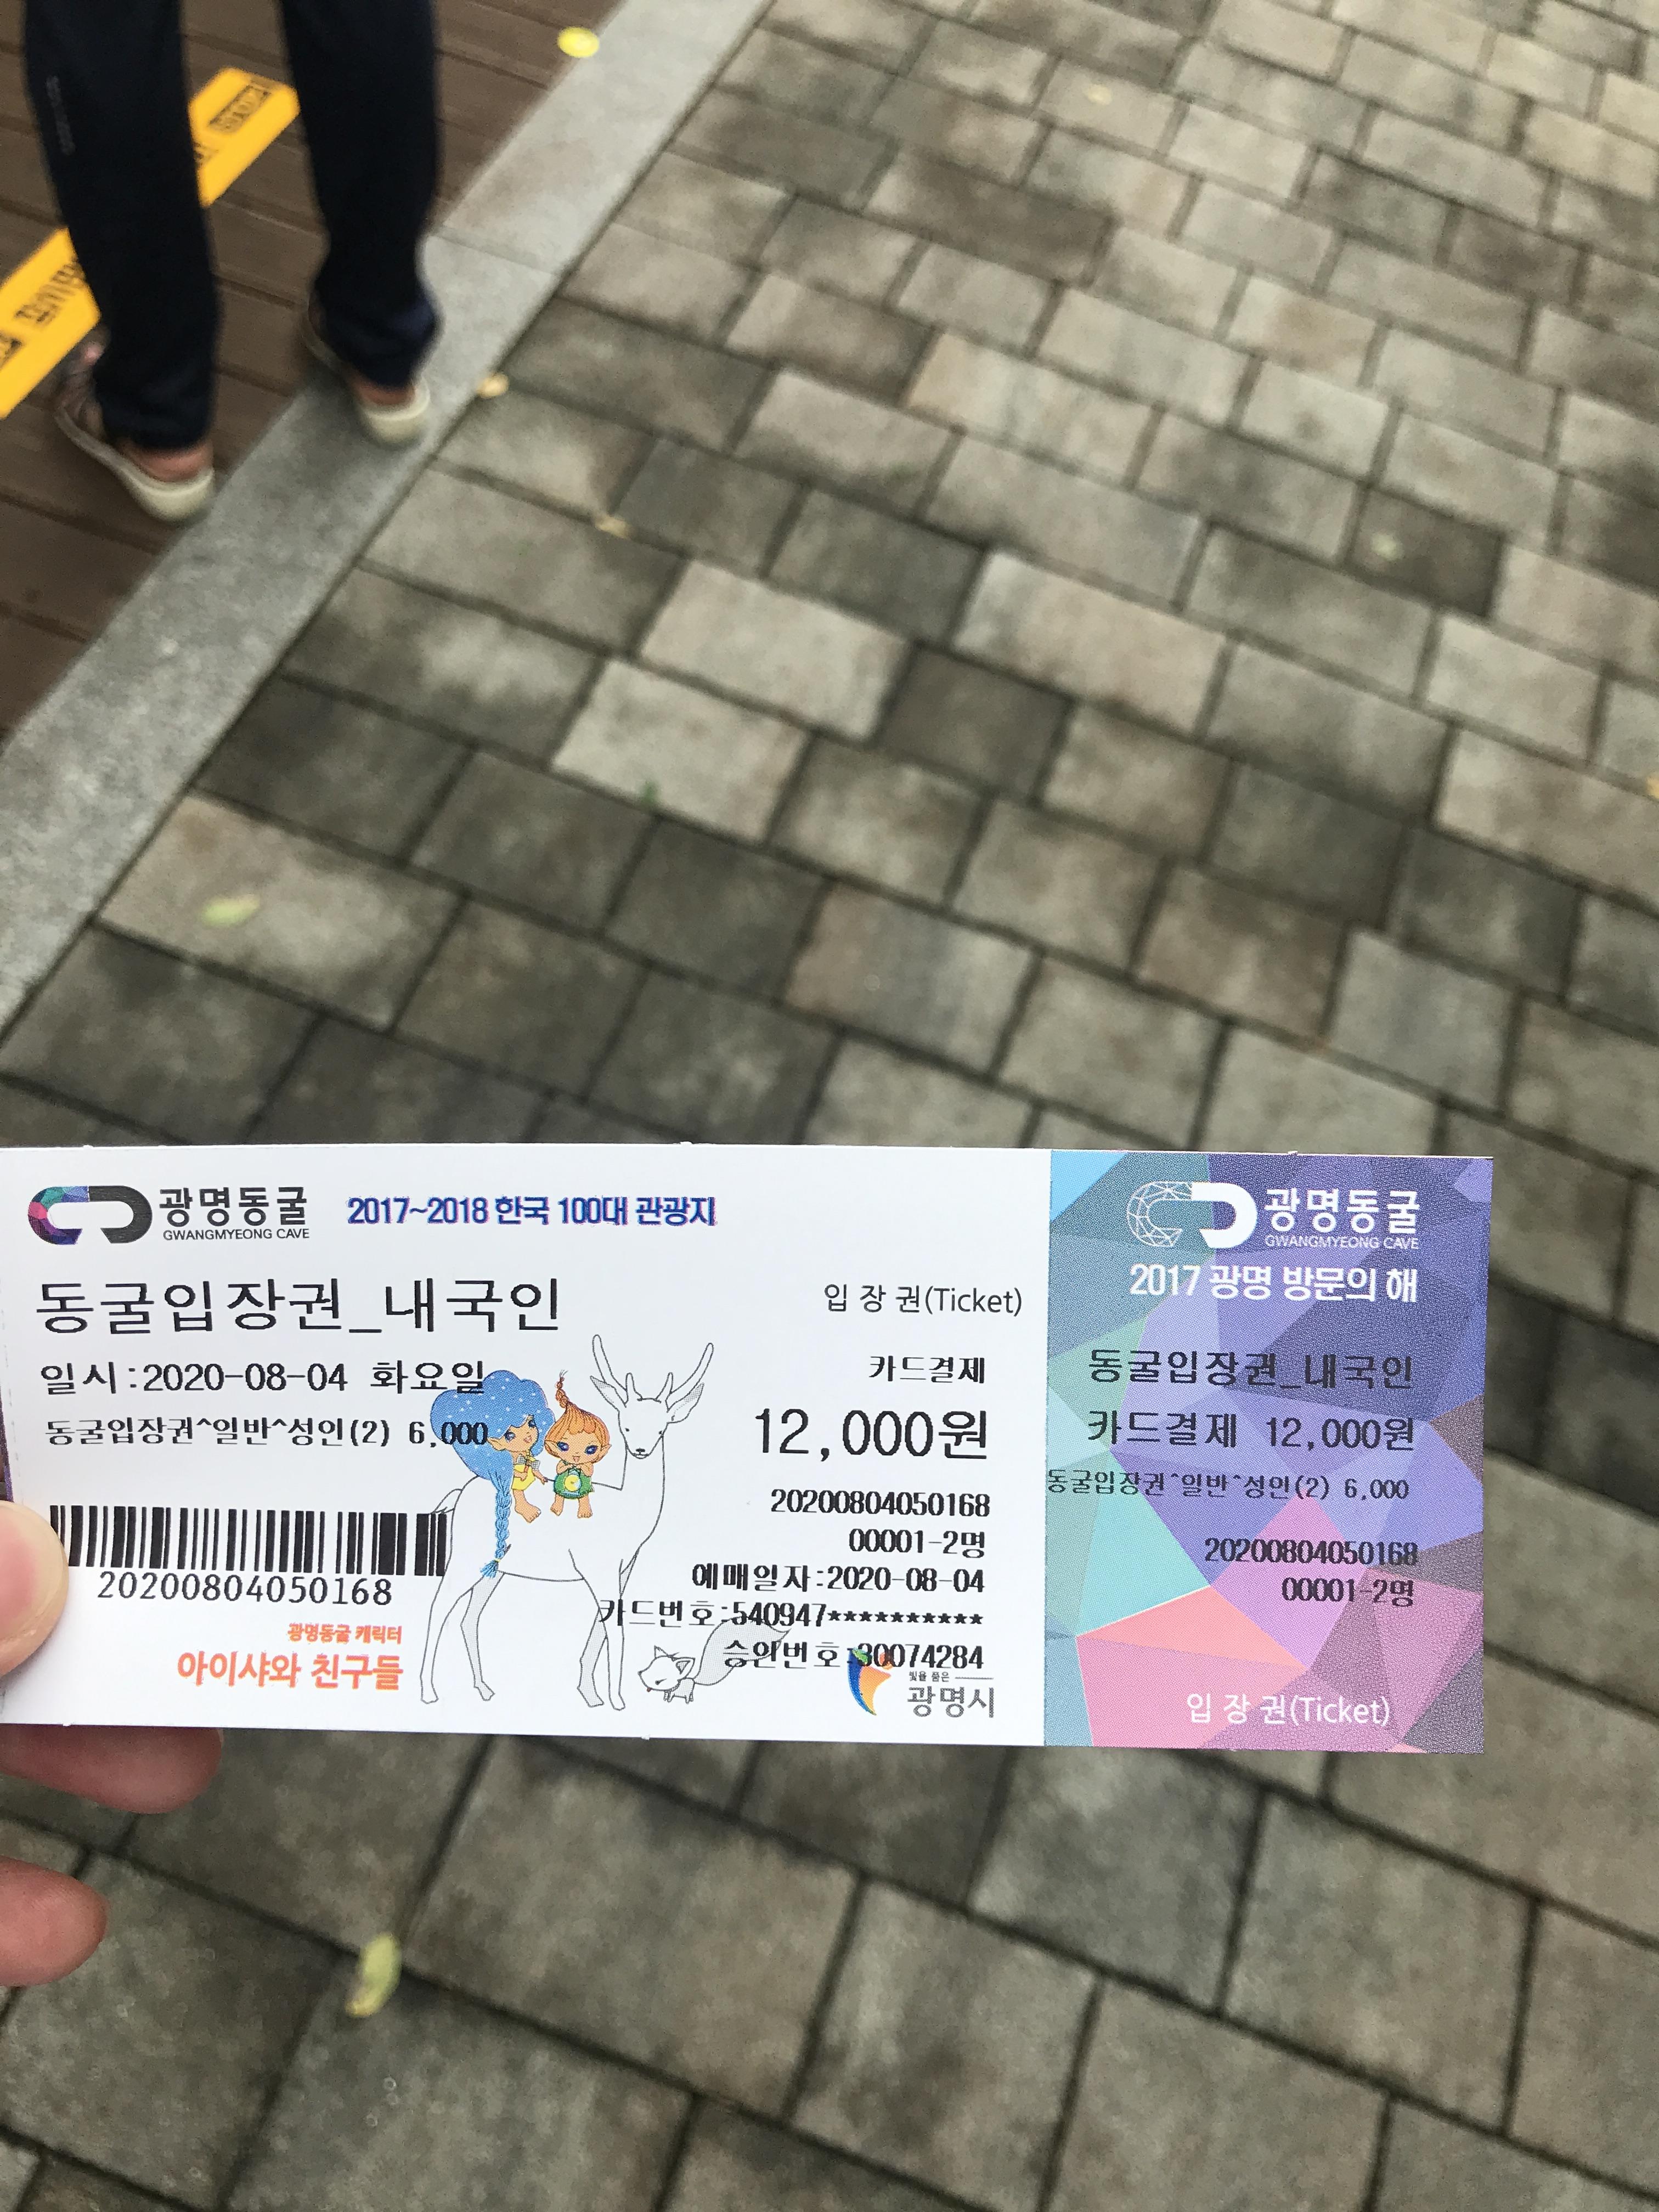 광명동굴
GWANGMYEONG CAVE
2017~2018 한국 100대 관광지
동굴입장권_내국인
입 장 권(Ticket)
일시:2020-08-04 화요일
동굴입장권^일반^성인(2) 6,000
카드결제
12,000원
20200804050168
00001-2명
예매일자:2020-08-04
카드번호:540947**********
승인번호:30074284
20200804050168
광명동굴 캐릭터
아이샤와 친구들
빛을 품은
광명시
광명동굴
GWANGMYEONG CAVE
2017 광명 방문의 해
동굴입장권_내국인
카드결제 12,000원
동굴입장권^일반^성인(2) 6,000
20200804050168
00001-2명
입 장 권(Ticket)